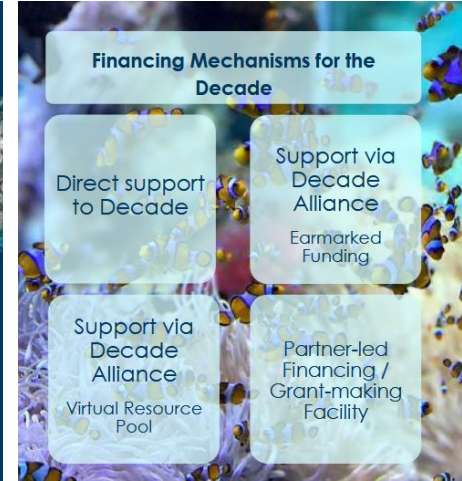 Financing Mechanisms for the
Decade
Direct support
to Decade
Support via
Decade
Alliance
Earmarked
Funding
Support via
Decade
Alliance
Virtual Resource
Pool
Partner-led
Financing /
Grant-making
Facility